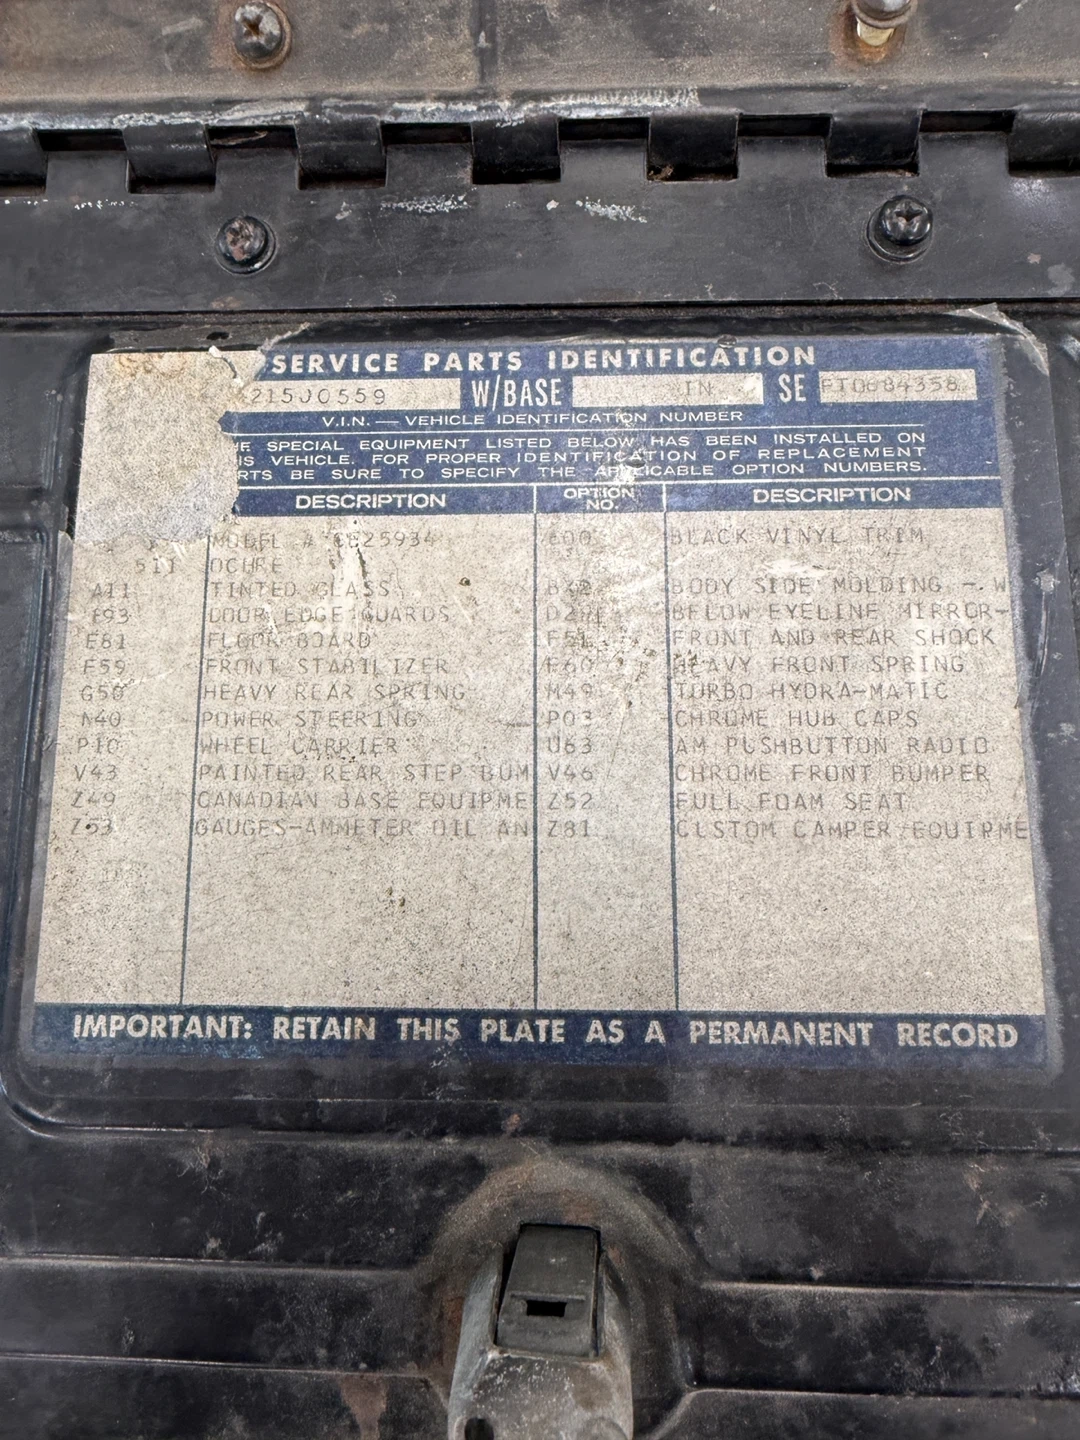 SERVICE PARTS IDENTIFICATION
W/BASE IN SE
V.I.N. — VEHICLE IDENTIFICATION NUMBER
SPECIAL EQUIPMENT LISTED BELOW HAS BEEN INSTALLED ON
VEHICLE. FOR PROPER IDENTIFICATION OF REPLACEMENT
BE SURE TO SPECIFY THE APPLICABLE OPTION NUMBERS.
DESCRIPTION OPTION NO. DESCRIPTION
MODEL # BLACK VINYL TRIM
511 OCHRE
A11 TINTED GLASS BODY SIDE MOLDING - W
DOOR EDGE GUARDS BELOW EYELINE MIRROR-
E81 FLOOR BOARD F51 FRONT AND REAR SHOCK
F59 FRONT STABILIZER F60 HEAVY FRONT SPRING
G50 HEAVY REAR SPRING M49 TURBO HYDRA-MATIC
N40 POWER STEERING P03 CHROME HUB CAPS
P10 WHEEL CARRIER U63 AM PUSHBUTTON RADIO
V43 PAINTED REAR STEP BUM V46 CHROME FRONT BUMPER
Z49 CANADIAN BASE EQUIPME Z52 FULL FOAM SEAT
Z53 GAUGES-AMMETER OIL AN Z81 CUSTOM CAMPER EQUIPME
IMPORTANT: RETAIN THIS PLATE AS A PERMANENT RECORD